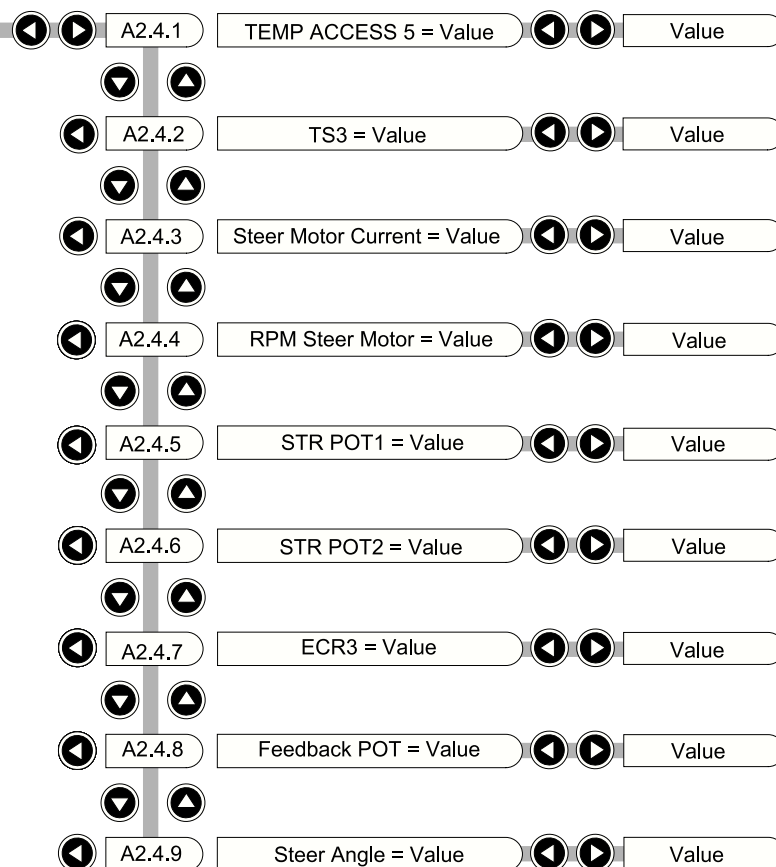 A2.4.1 TEMP ACCESS 5 = Value Value
A2.4.2 TS3 = Value Value
A2.4.3 Steer Motor Current = Value Value
A2.4.4 RPM Steer Motor = Value Value
A2.4.5 STR POT1 = Value Value
A2.4.6 STR POT2 = Value Value
A2.4.7 ECR3 = Value Value
A2.4.8 Feedback POT = Value Value
A2.4.9 Steer Angle = Value Value